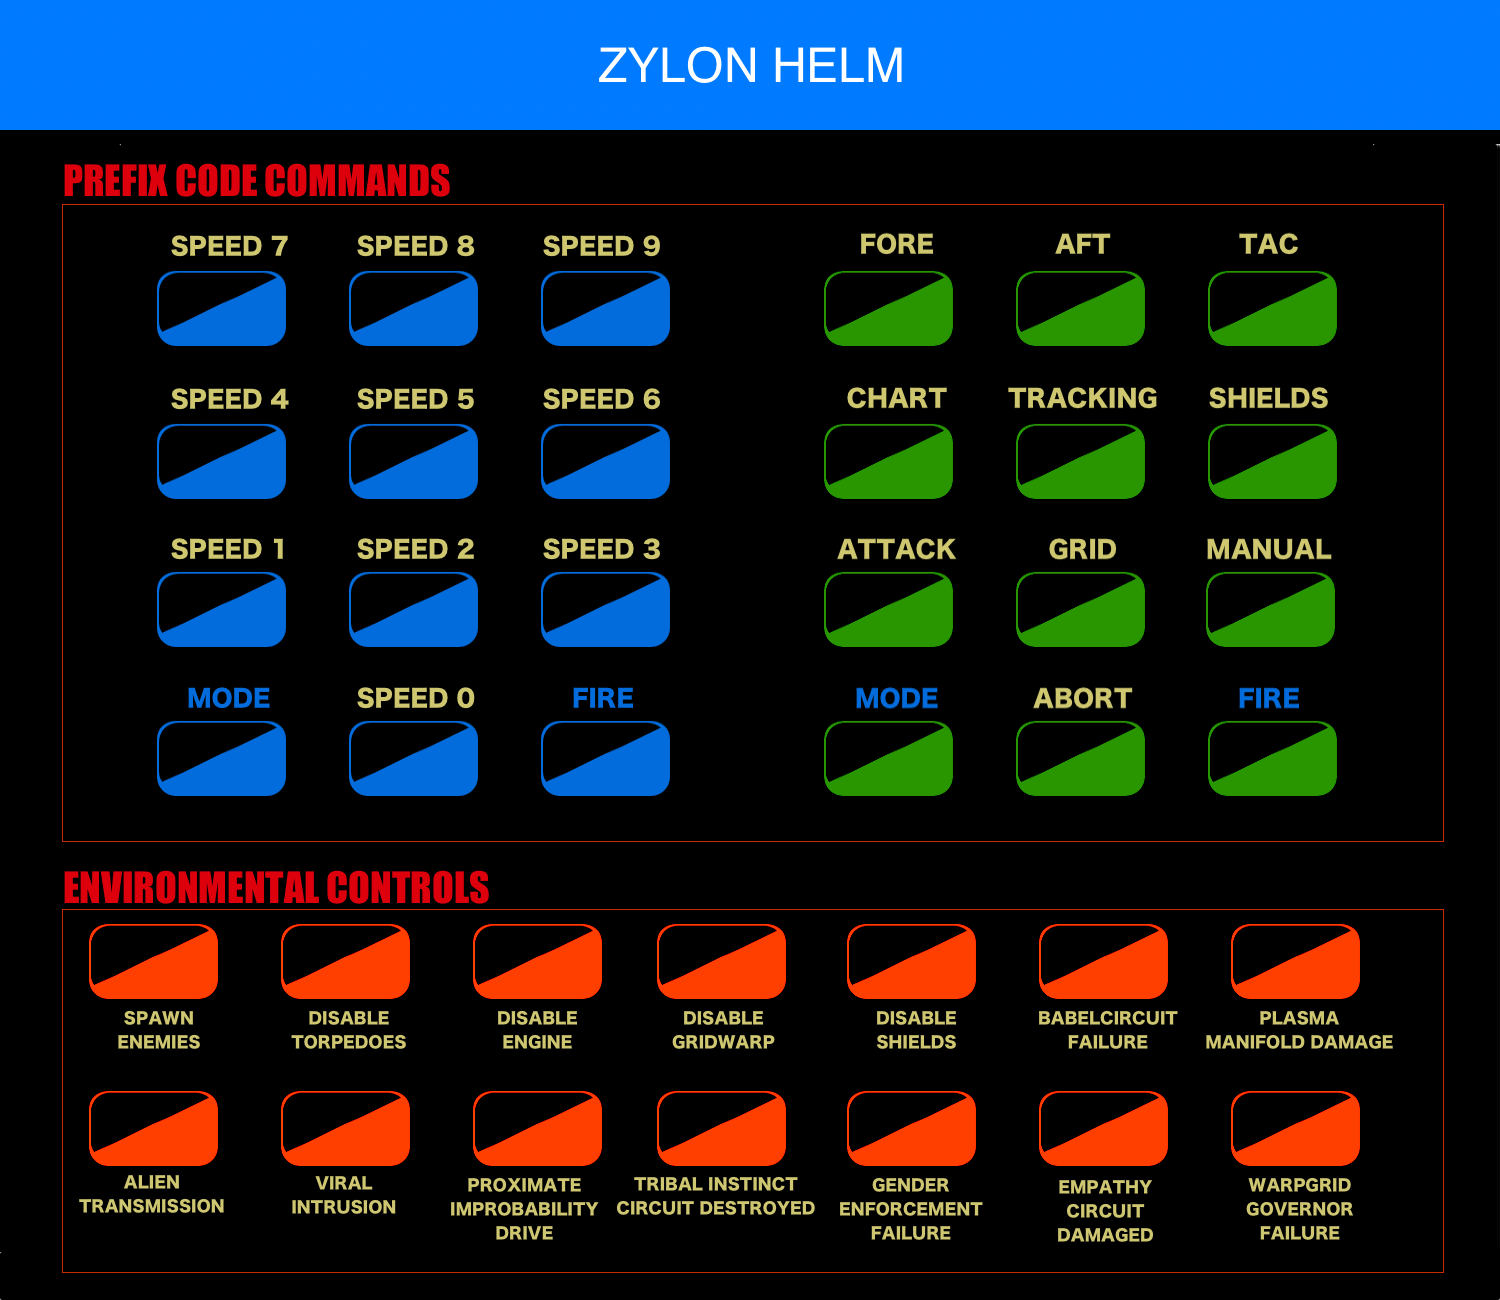 ZYLON HELM
PREFIX CODE COMMANDS
SPEED 7 SPEED 8 SPEED 9 FORE AFT TAC
SPEED 4 SPEED 5 SPEED 6 CHART TRACKING SHIELDS
SPEED 1 SPEED 2 SPEED 3 ATTACK GRID MANUAL
MODE SPEED 0 FIRE MODE ABORT FIRE
ENVIRONMENTAL CONTROLS
SPAWN
ENEMIES
DISABLE
TORPEDOES
DISABLE
ENGINE
DISABLE
GRIDWARP
DISABLE
SHIELDS
BABELCIRCUIT
FAILURE
PLASMA
MANIFOLD DAMAGE
ALIEN
TRANSMISSION
VIRAL
INTRUSION
PROXIMATE
IMPROBABILITY
DRIVE
TRIBAL INSTINCT
CIRCUIT DESTROYED
GENDER
ENFORCEMENT
FAILURE
EMPATHY
CIRCUIT
DAMAGED
WARPGRID
GOVERNOR
FAILURE